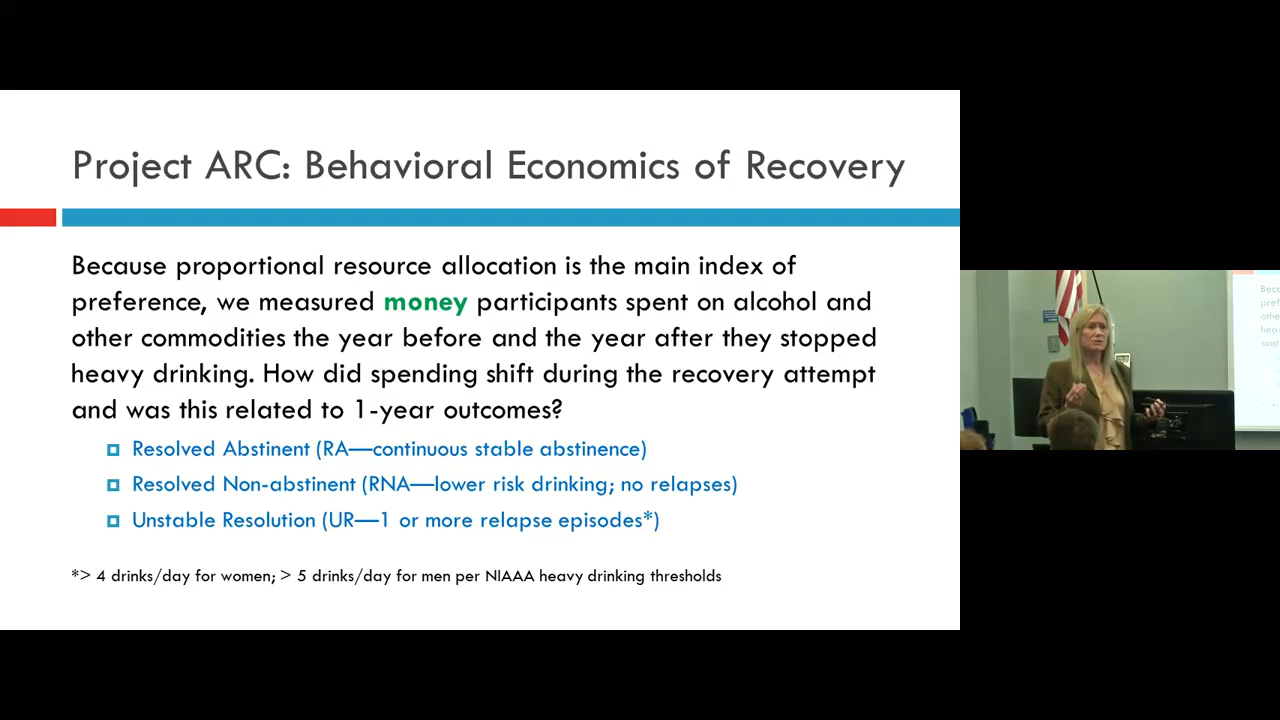 Project ARC: Behavioral Economics of Recovery
Because proportional resource allocation is the main index of
preference, we measured money participants spent on alcohol and
other commodities the year before and the year after they stopped
heavy drinking. How did spending shift during the recovery attempt
and was this related to 1-year outcomes?
Resolved Abstinent (RA—continuous stable abstinence)
Resolved Non-abstinent (RNA—lower risk drinking; no relapses)
Unstable Resolution (UR—1 or more relapse episodes*)
*> 4 drinks/day for women; > 5 drinks/day for men per NIAAA heavy drinking thresholds